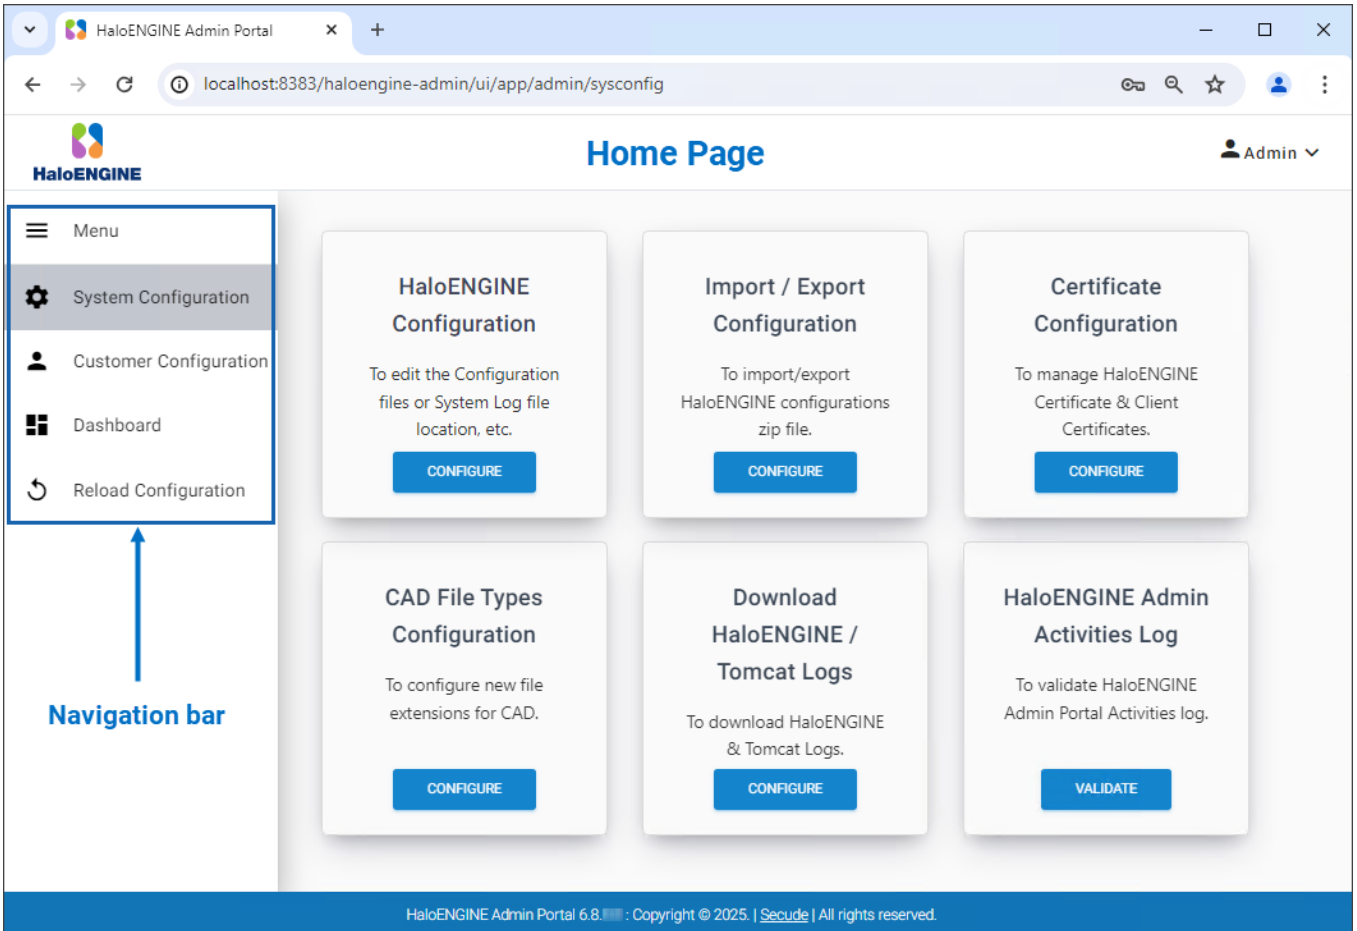 HaloENGINE Admin Portal
localhost:8383/haloengine-admin/ui/app/admin/sysconfig
HaloENGINE
Home Page
Admin
Menu
System Configuration
Customer Configuration
Dashboard
Reload Configuration
Navigation bar
HaloENGINE
Configuration
To edit the Configuration
files or System Log file
location, etc.
CONFIGURE
Import / Export
Configuration
To import/export
HaloENGINE configurations
zip file.
CONFIGURE
Certificate
Configuration
To manage HaloENGINE
Certificate & Client
Certificates.
CONFIGURE
CAD File Types
Configuration
To configure new file
extensions for CAD.
CONFIGURE
Download
HaloENGINE /
Tomcat Logs
To download HaloENGINE
& Tomcat Logs.
CONFIGURE
HaloENGINE Admin
Activities Log
To validate HaloENGINE
Admin Portal Activities log.
VALIDATE
HaloENGINE Admin Portal 6.8. : Copyright © 2025. | Secude | All rights reserved.